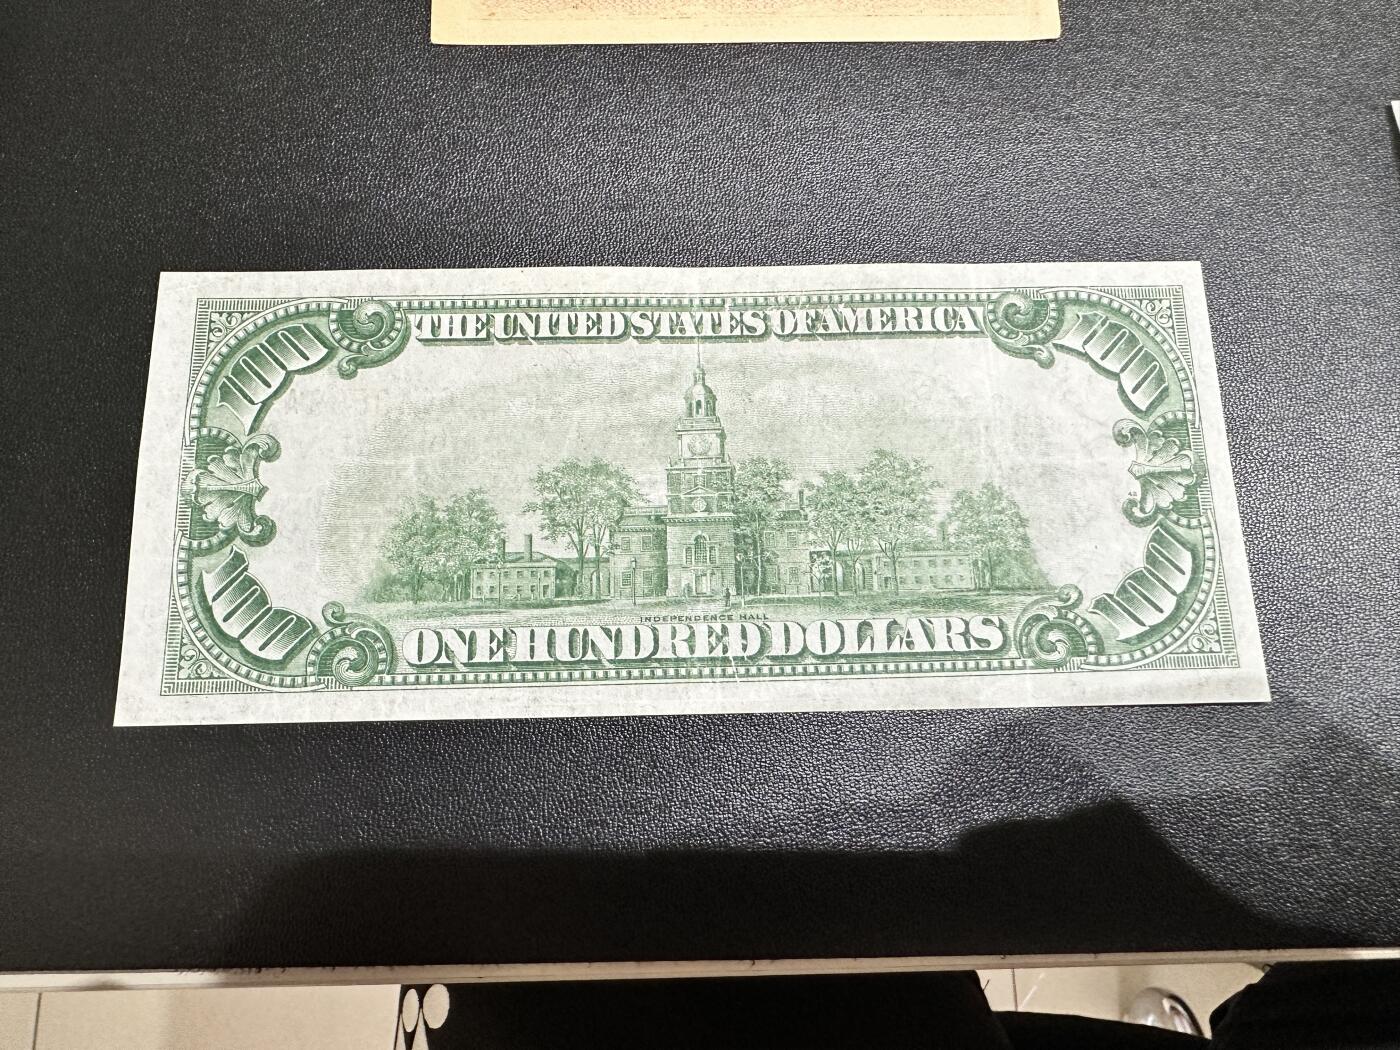 THE UNITED STATES OF AMERICA
100
100
INDEPENDENCE HALL
ONE HUNDRED DOLLARS
100
100